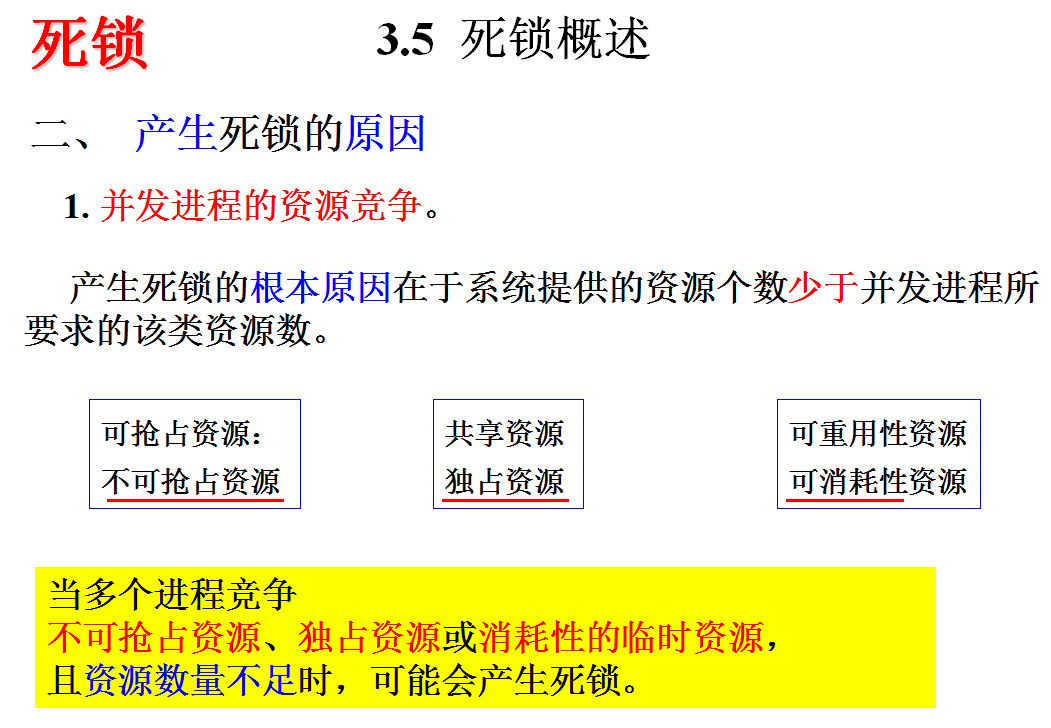 死锁
3.5 死锁概述
二、 产生死锁的原因
1. 并发进程的资源竞争。
产生死锁的根本原因在于系统提供的资源个数少于并发进程所
要求的该类资源数。
可抢占资源：
不可抢占资源
共享资源
独占资源
可重用性资源
可消耗性资源
当多个进程竞争
不可抢占资源、独占资源或消耗性的临时资源，
且资源数量不足时，可能会产生死锁。